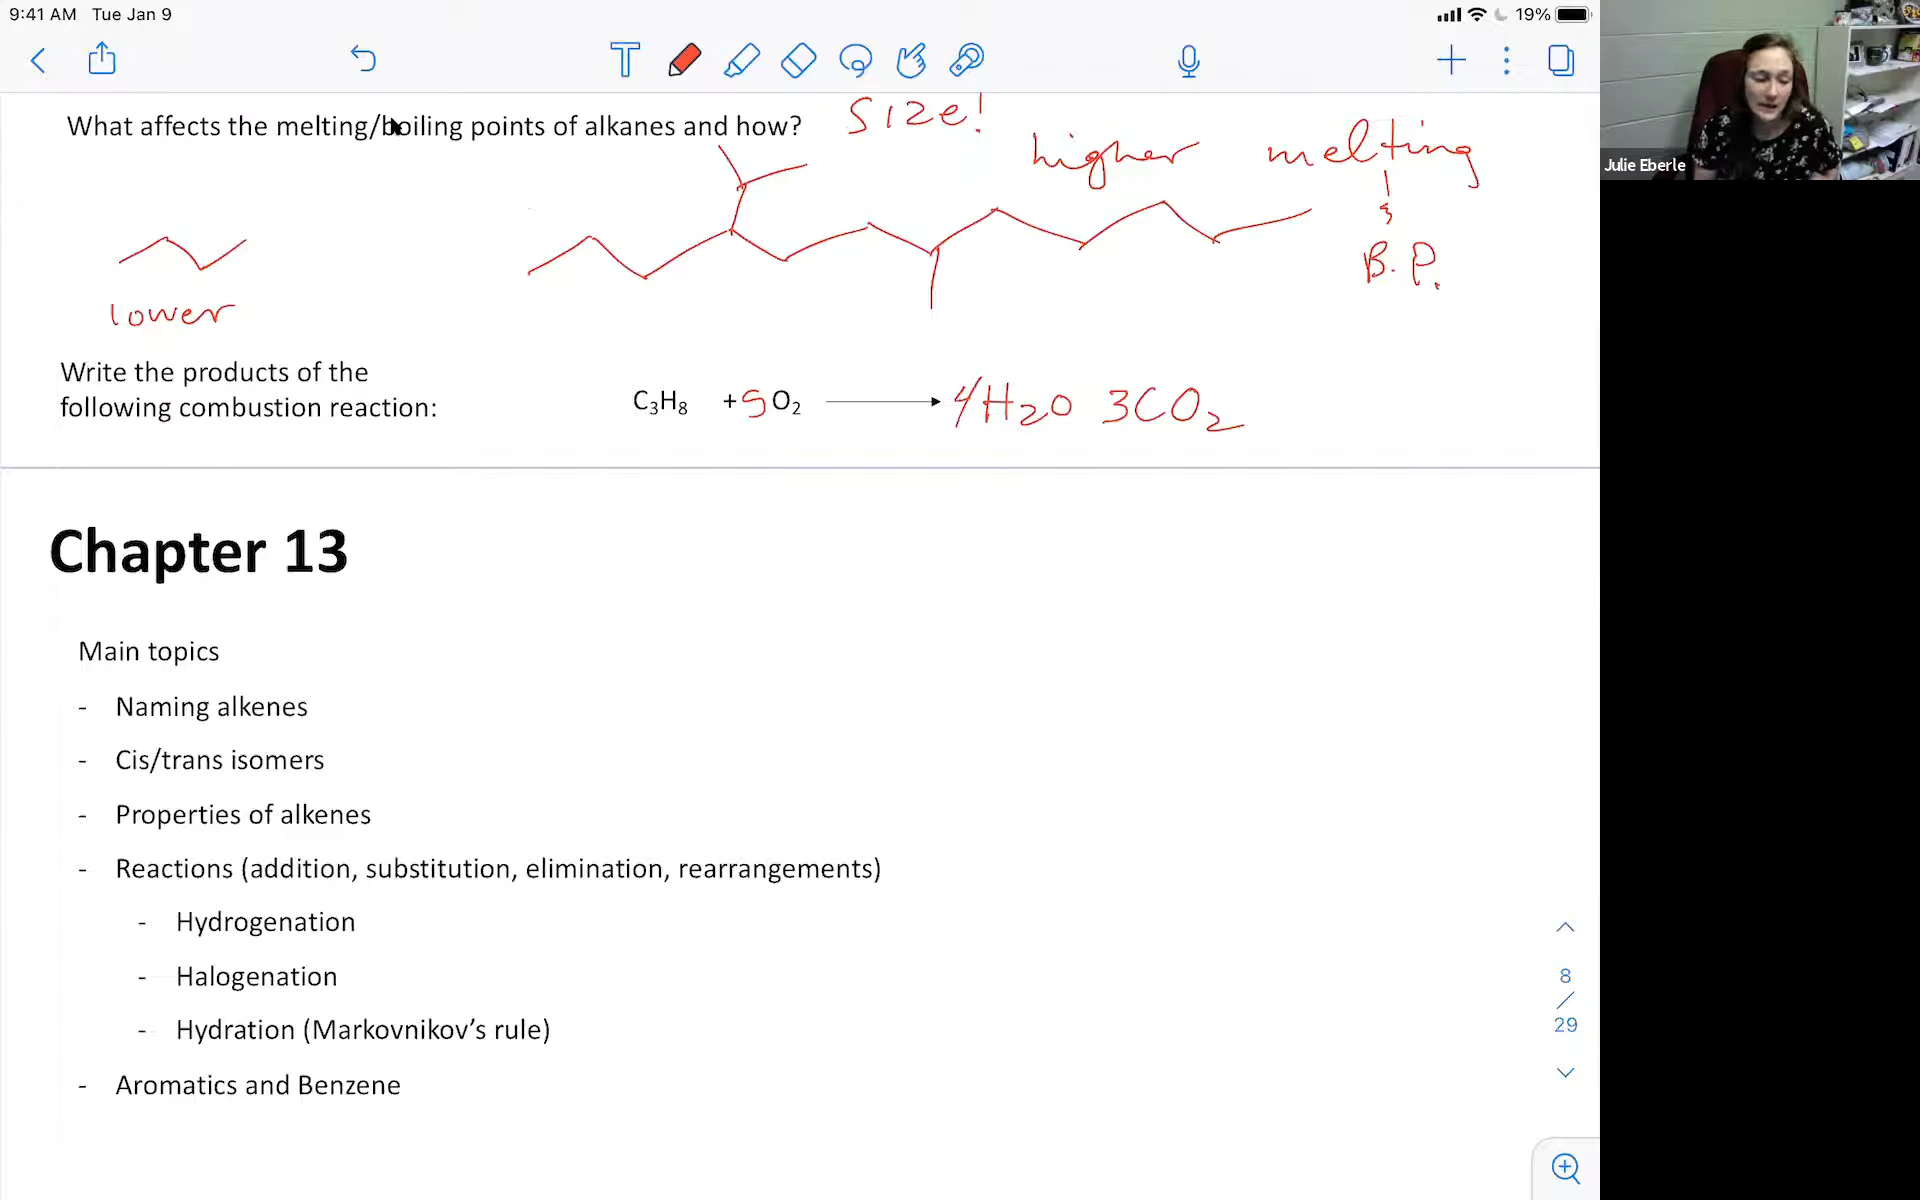 9:41 AM Tue Jan 9
19%
What affects the melting/boiling points of alkanes and how?
Size!
higher melting
&
B.P.
lower
Julie Eberle
Write the products of the
following combustion reaction:
C₃H₈ +5O₂ → 4H₂O 3CO₂
Chapter 13
Main topics
- Naming alkenes
- Cis/trans isomers
- Properties of alkenes
- Reactions (addition, substitution, elimination, rearrangements)
- Hydrogenation
- Halogenation
- Hydration (Markovnikov’s rule)
- Aromatics and Benzene
8
/
29